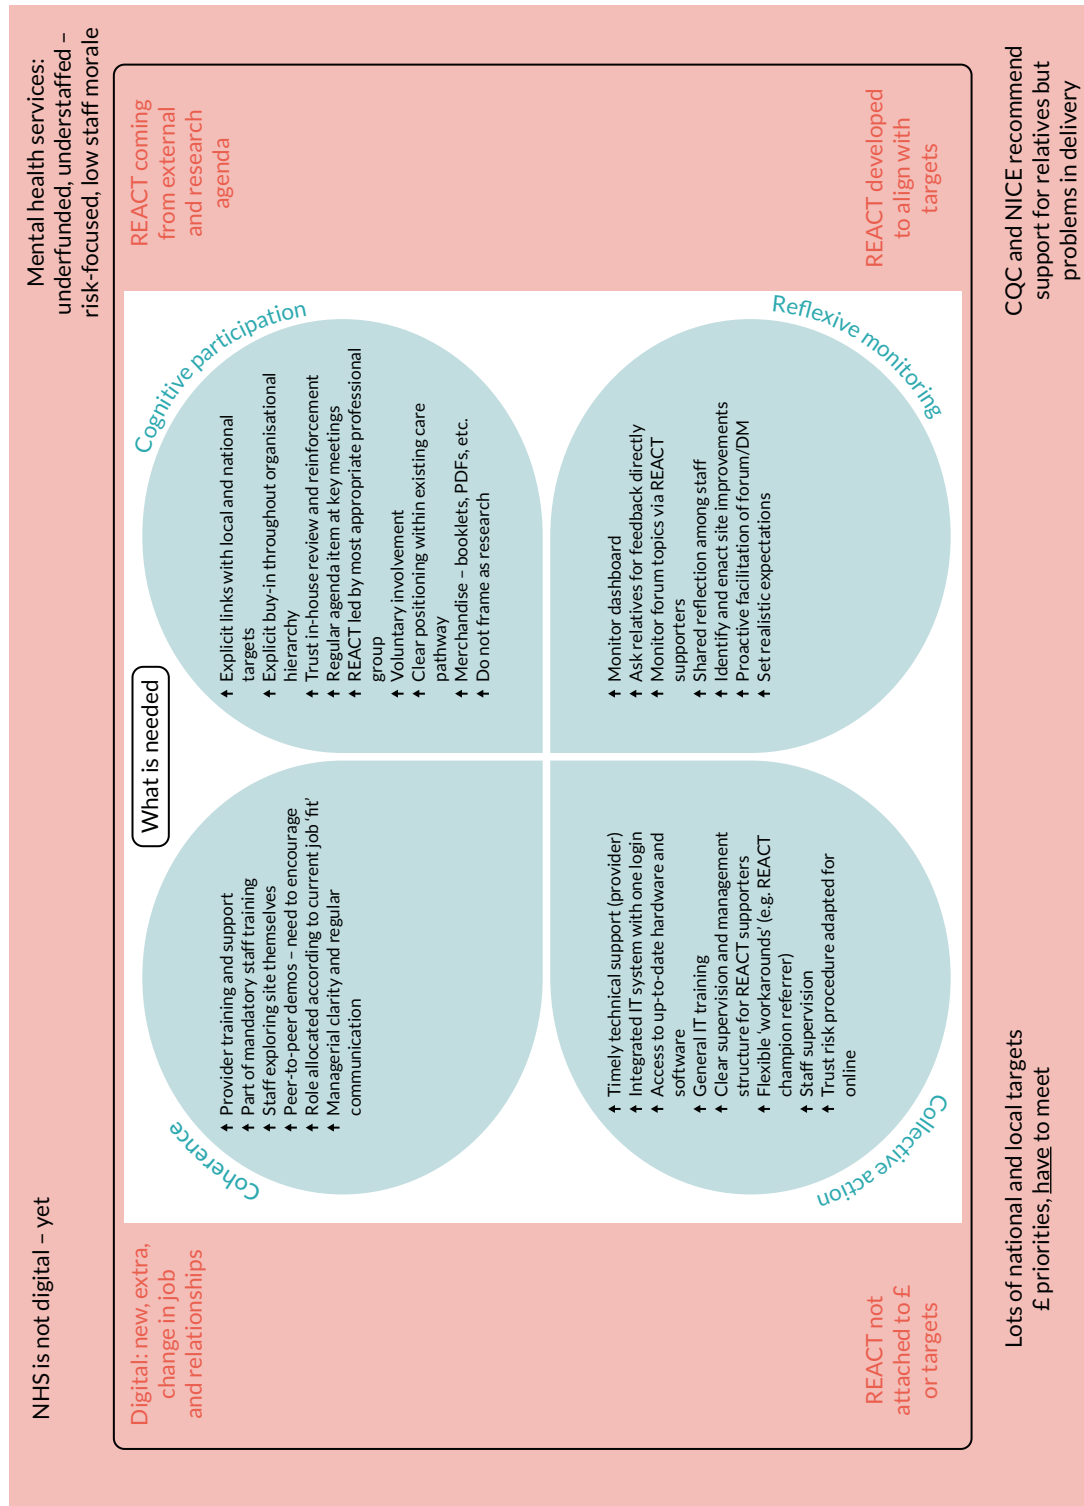 NHS is not digital – yet
Mental health services:
underfunded, understaffed –
risk-focused, low staff morale
Digital: new, extra,
change in job
and relationships
What is needed
REACT coming
from external
and research
agenda
Coherence
Provider training and support
Part of mandatory staff training
Staff exploring site themselves
Peer-to-peer demos – need to encourage
Role allocated according to current job ‘fit’
Managerial clarity and regular
communication
Cognitive participation
Explicit links with local and national
targets
Explicit buy-in throughout organisational
hierarchy
Trust in-house review and reinforcement
Regular agenda item at key meetings
REACT led by most appropriate professional
group
Voluntary involvement
Clear positioning within existing care
pathway
Merchandise – booklets, PDFs, etc.
Do not frame as research
Collective action
Timely technical support (provider)
Integrated IT system with one login
Access to up-to-date hardware and
software
General IT training
Clear supervision and management
structure for REACT supporters
Flexible ‘workarounds’ (e.g. REACT
champion referrer)
Staff supervision
Trust risk procedure adapted for
online
Reflexive monitoring
Monitor dashboard
Ask relatives for feedback directly
Monitor forum topics via REACT
supporters
Shared reflection among staff
Identify and enact site improvements
Proactive facilitation of forum/DM
Set realistic expectations
REACT not
attached to £
or targets
REACT developed
to align with
targets
Lots of national and local targets
£ priorities, have to meet
CQC and NICE recommend
support for relatives but
problems in delivery